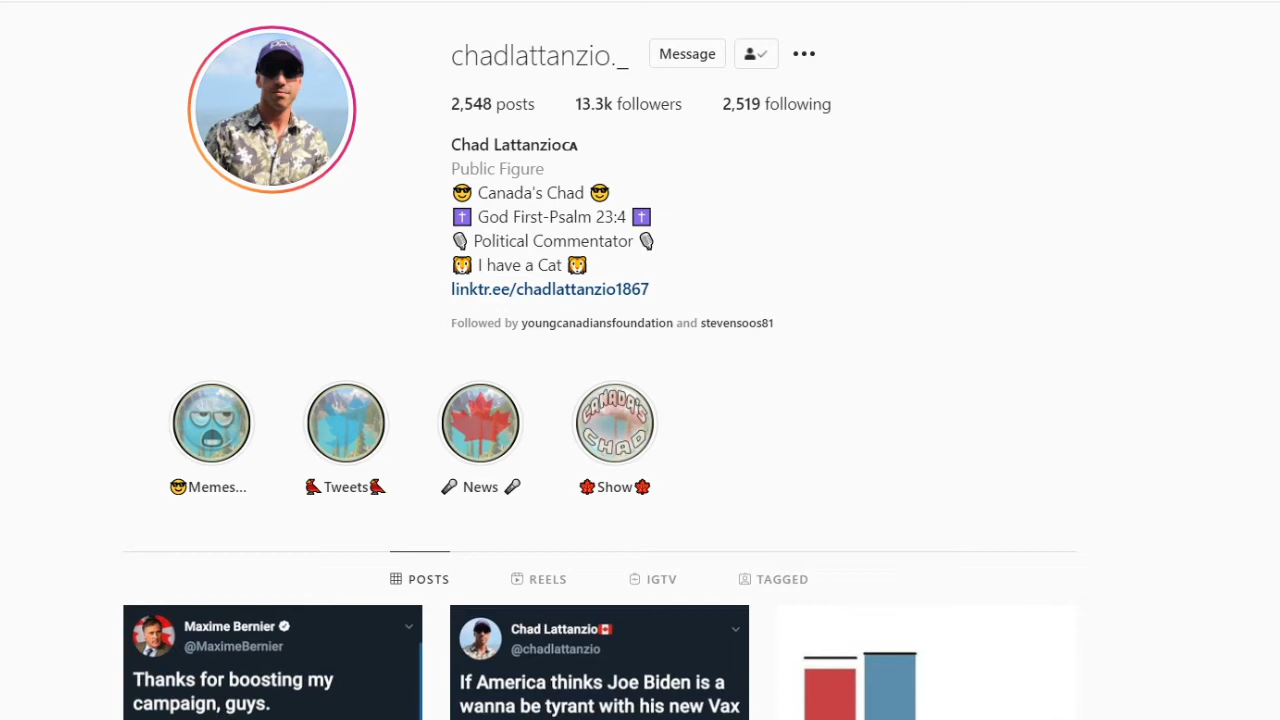 chadlattanzio._ Message
2,548 posts 13.3k followers 2,519 following
Chad LattanzioCA
Public Figure
😎 Canada's Chad 😎
✝️ God First-Psalm 23:4 ✝️
🎙 Political Commentator 🎙
🦁 I have a Cat 🦁
linktr.ee/chadlattanzio1867
Followed by youngcanadiansfoundation and stevensoos81
CANADA'S
CHAD
😎Memes... 🐦Tweets🐦 🎤 News 🎤 🍁Show🍁
POSTS REELS IGTV TAGGED
Maxime Bernier
@MaximeBernier
Thanks for boosting my
campaign, guys.
Chad Lattanzio🇨🇦
@chadlattanzio
If America thinks Joe Biden is a
wanna be tyrant with his new Vax